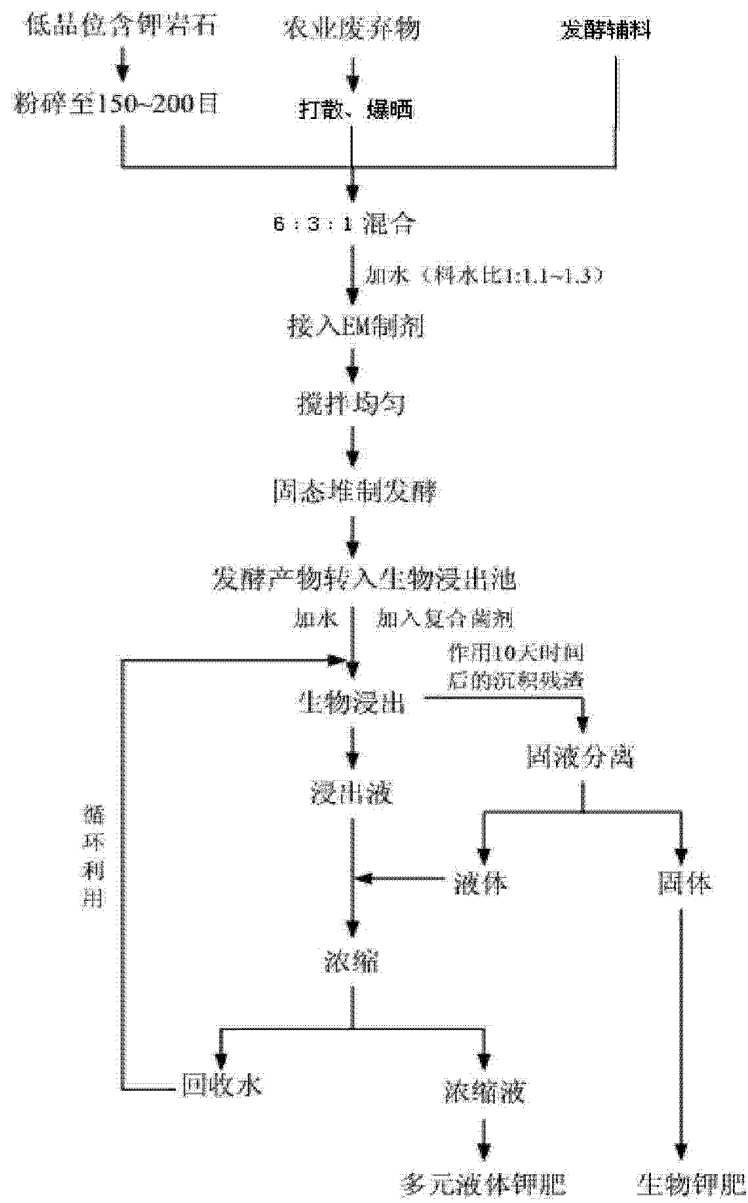 低品位含钾岩石
农业废弃物
发酵辅料
粉碎至150~200目
打散、爆晒
6:3:1 混合
加水（料水比1:1.1~1.3）
接入EM制剂
搅拌均匀
固态堆制发酵
发酵产物转入生物浸出池
加水
加入复合菌剂
作用10天时间
后的沉积残渣
生物浸出
固液分离
浸出液
循
环
利
用
液体
固体
浓缩
回收水
浓缩液
多元液体钾肥
生物钾肥